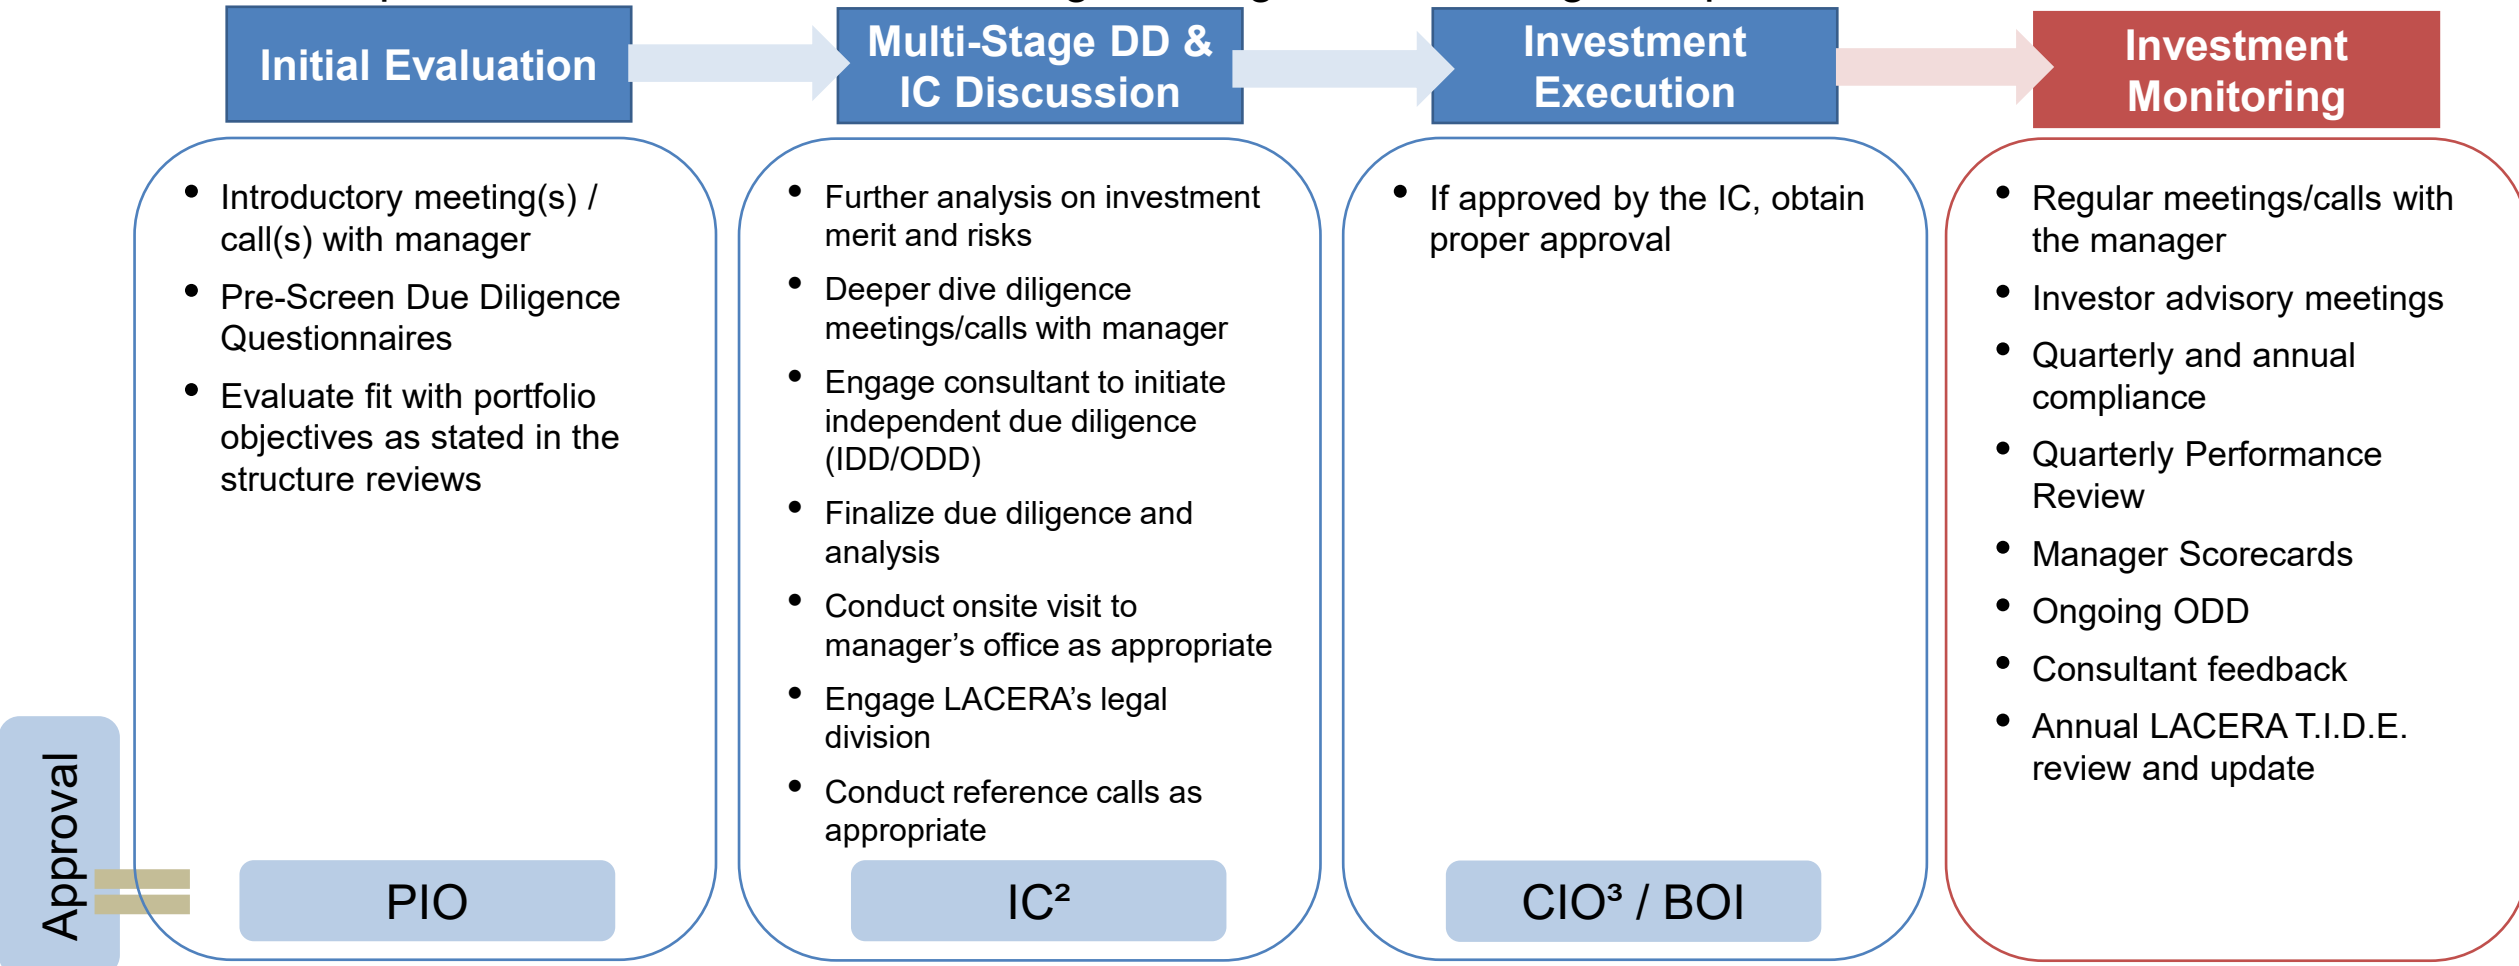 Initial Evaluation
Multi-Stage DD &
IC Discussion
Investment
Execution
Investment
Monitoring
• Introductory meeting(s) /
call(s) with manager
• Pre-Screen Due Diligence
Questionnaires
• Evaluate fit with portfolio
objectives as stated in the
structure reviews
• Further analysis on investment
merit and risks
• Deeper dive diligence
meetings/calls with manager
• Engage consultant to initiate
independent due diligence
(IDD/ODD)
• Finalize due diligence and
analysis
• Conduct onsite visit to
manager’s office as appropriate
• Engage LACERA’s legal
division
• Conduct reference calls as
appropriate
• If approved by the IC, obtain
proper approval
• Regular meetings/calls with
the manager
• Investor advisory meetings
• Quarterly and annual
compliance
• Quarterly Performance
Review
• Manager Scorecards
• Ongoing ODD
• Consultant feedback
• Annual LACERA T.I.D.E.
review and update
Approval
PIO
IC²
CIO³ / BOI